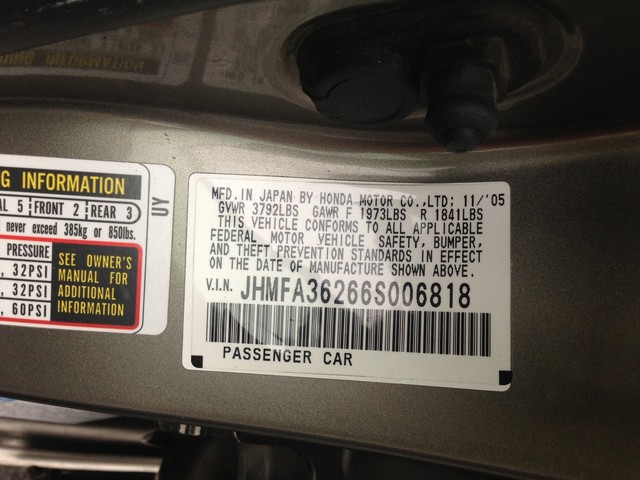 G INFORMATION
AL 5 FRONT 2 REAR 3
never exceed 385kg or 850lbs.
PRESSURE
, 32PSI
, 32PSI
, 60PSI
SEE OWNER'S
MANUAL FOR
ADDITIONAL
INFORMATION
UY
MFD. IN JAPAN BY HONDA MOTOR CO.,LTD: 11/'05
GVWR 3792LBS GAWR F 1973LBS R 1841LBS
THIS VEHICLE CONFORMS TO ALL APPLICABLE
FEDERAL MOTOR VEHICLE SAFETY, BUMPER,
AND THEFT PREVENTION STANDARDS IN EFFECT
ON THE DATE OF MANUFACTURE SHOWN ABOVE.
V.I.N. JHMFA36266S006818
PASSENGER CAR